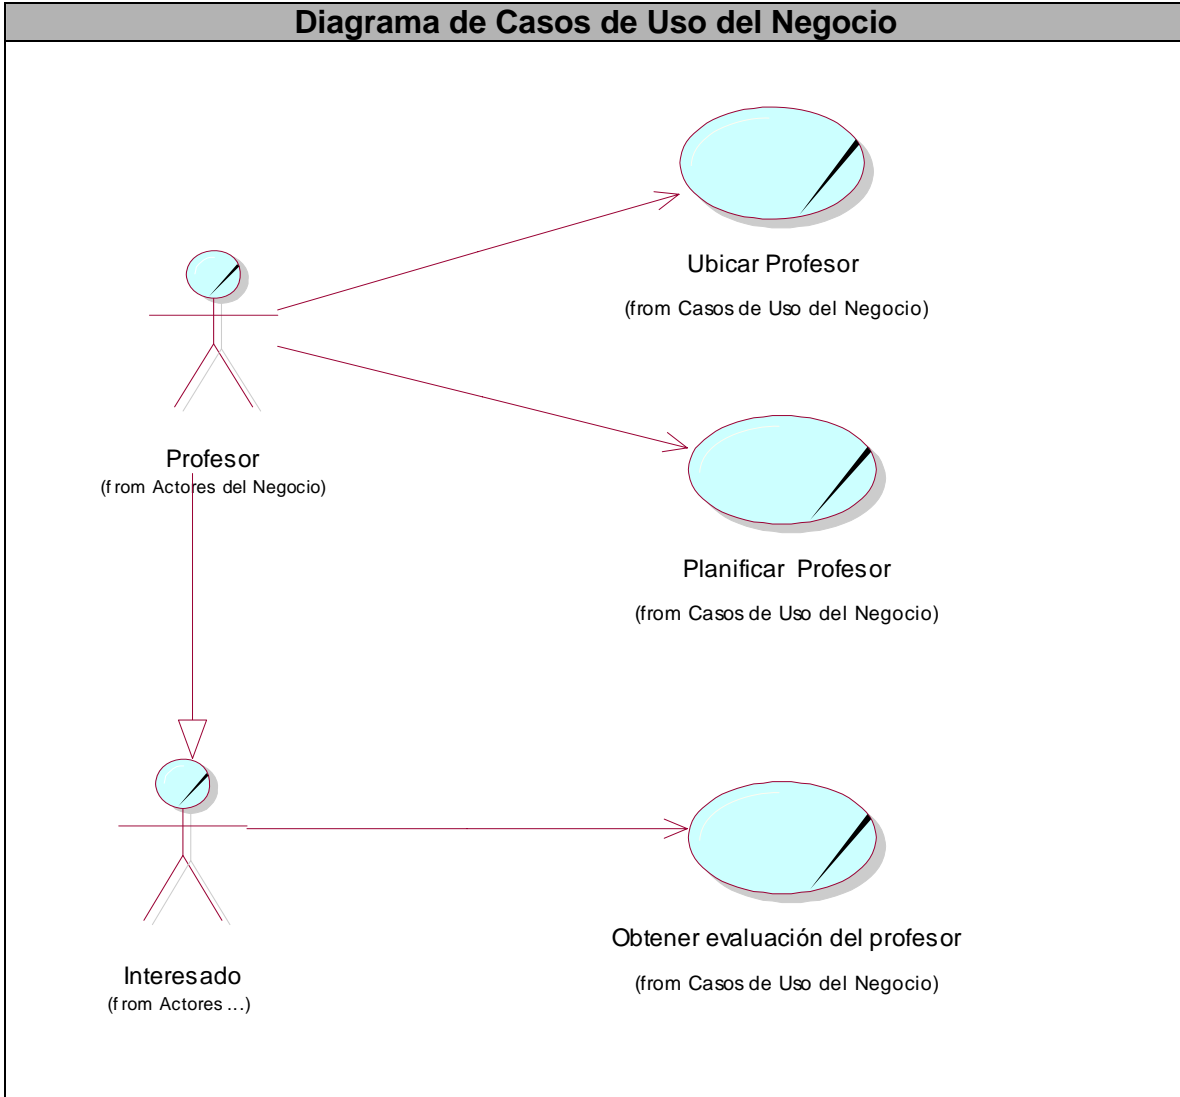 Diagrama de Casos de Uso del Negocio
Ubicar Profesor
(from Casos de Uso del Negocio)
Profesor
(from Actores del Negocio)
Planificar Profesor
(from Casos de Uso del Negocio)
Obtener evaluación del profesor
(from Casos de Uso del Negocio)
Interesado
(from Actores ...)